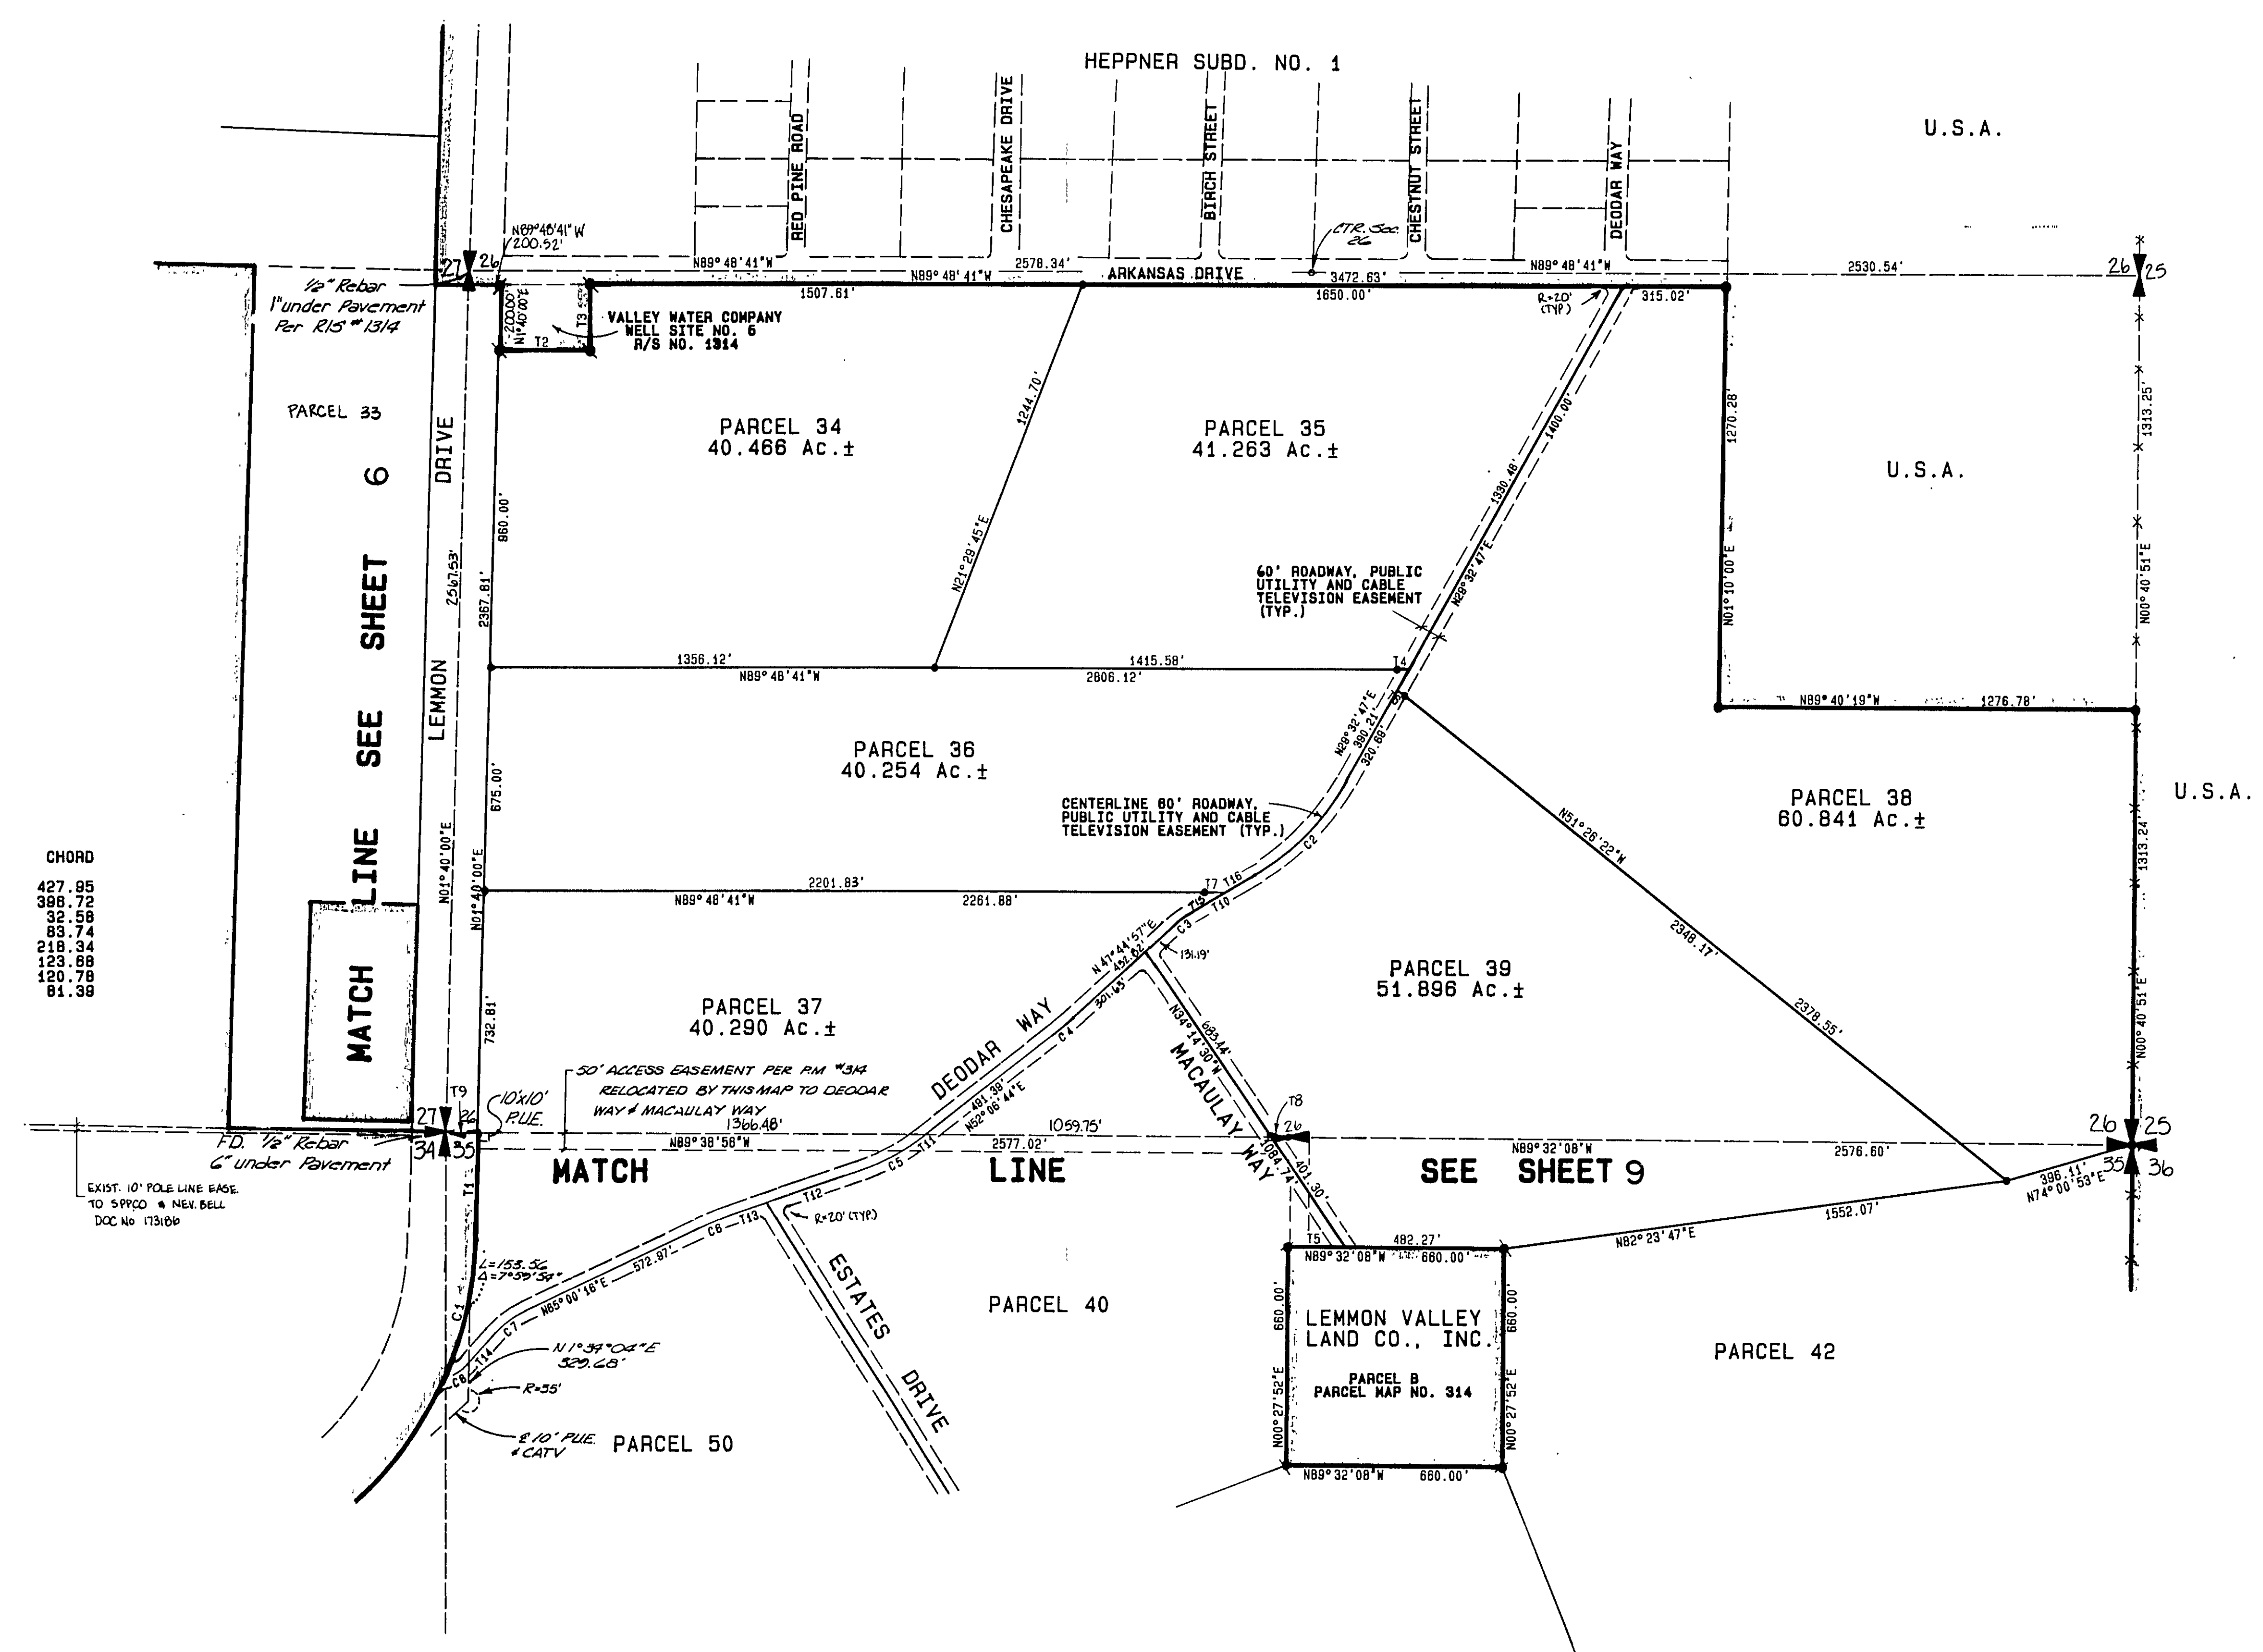 HEPPNER SUBD. NO. 1
U.S.A.
RED PINE ROAD
CHESAPEAKE DRIVE
BIRCH STREET
CHESTNUT STREET
DEODAR WAY
CTR. Sec.
26
N89°48'41"W
200.52'
27 26
N89°48'41"W
2578.34'
N89°48'41"W
ARKANSAS DRIVE
3472.63'
N89°48'41"W
2530.54'
26 25
1/2" Rebar
1" under Pavement
Per R/S #1314
1507.61'
1650.00'
R=20'
(TYP)
315.02'
200.00'
N1°40'00"E
T3
T2
VALLEY WATER COMPANY
WELL SITE NO. 6
R/S NO. 1314
PARCEL 33
PARCEL 34
40.466 Ac.±
1244.70'
N21°29'45"E
PARCEL 35
41.263 Ac.±
1400.00'
1330.48'
N28°32'47"E
1270.28'
N01°10'00"E
U.S.A.
1313.25'
N00°40'51"E
MATCH LINE SEE SHEET 6
LEMMON DRIVE
2567.53'
N01°40'00"E
960.00'
2367.81'
675.00'
N01°40'00"E
732.81'
60' ROADWAY, PUBLIC
UTILITY AND CABLE
TELEVISION EASEMENT
(TYP.)
1356.12'
N89°48'41"W
1415.58'
2806.12'
T4
N28°32'47"E
390.21'
320.68'
N89°40'19"W
1276.78'
PARCEL 36
40.254 Ac.±
CENTERLINE 80' ROADWAY,
PUBLIC UTILITY AND CABLE
TELEVISION EASEMENT (TYP.)
C2
N51°26'22"W
2348.17'
2378.55'
PARCEL 38
60.841 Ac.±
U.S.A.
1313.24'
N00°40'51"E
CHORD
427.95
396.72
32.58
83.74
218.34
123.88
120.78
81.38
2201.83'
N89°48'41"W
2261.88'
T7
T16
T15
T10
C3
N47°44'57"E
452.82'
131.19'
301.63'
C4
PARCEL 37
40.290 Ac.±
PARCEL 39
51.896 Ac.±
DEODAR WAY
481.39'
N52°06'44"E
683.44'
N34°14'30"W
MACAULAY WAY
50' ACCESS EASEMENT PER P.M. #314
RELOCATED BY THIS MAP TO DEODAR
WAY & MACAULAY WAY
T9
10'x10'
P.U.E.
27 26
34 35
FD. 1/2" Rebar
6" under Pavement
1366.48'
1059.75'
N89°38'58"W
2577.02'
T11
T8
26
N89°32'08"W
2576.60'
26 25
35 36
MATCH LINE SEE SHEET 9
EXIST. 10' POLE LINE EASE.
TO SPPCO & NEV. BELL
DOC No 173186
T1
C5
T12
T13
C6
R=20' (TYP.)
1084.74'
401.30'
396.11'
N74°00'53"E
1552.07'
N82°23'47"E
T5
482.27'
N89°32'08"W
660.00'
572.97'
N65°00'16"E
L=153.56
Δ=7°59'54"
C1
C7
T14
C8
N1°34'04"E
329.68'
R=55'
℄ 10' P.U.E.
& CATV
ESTATES DRIVE
PARCEL 40
660.00'
N00°27'52"E
LEMMON VALLEY
LAND CO., INC.
PARCEL B
PARCEL MAP NO. 314
660.00'
N00°27'52"E
PARCEL 42
PARCEL 50
N89°32'08"W 660.00'